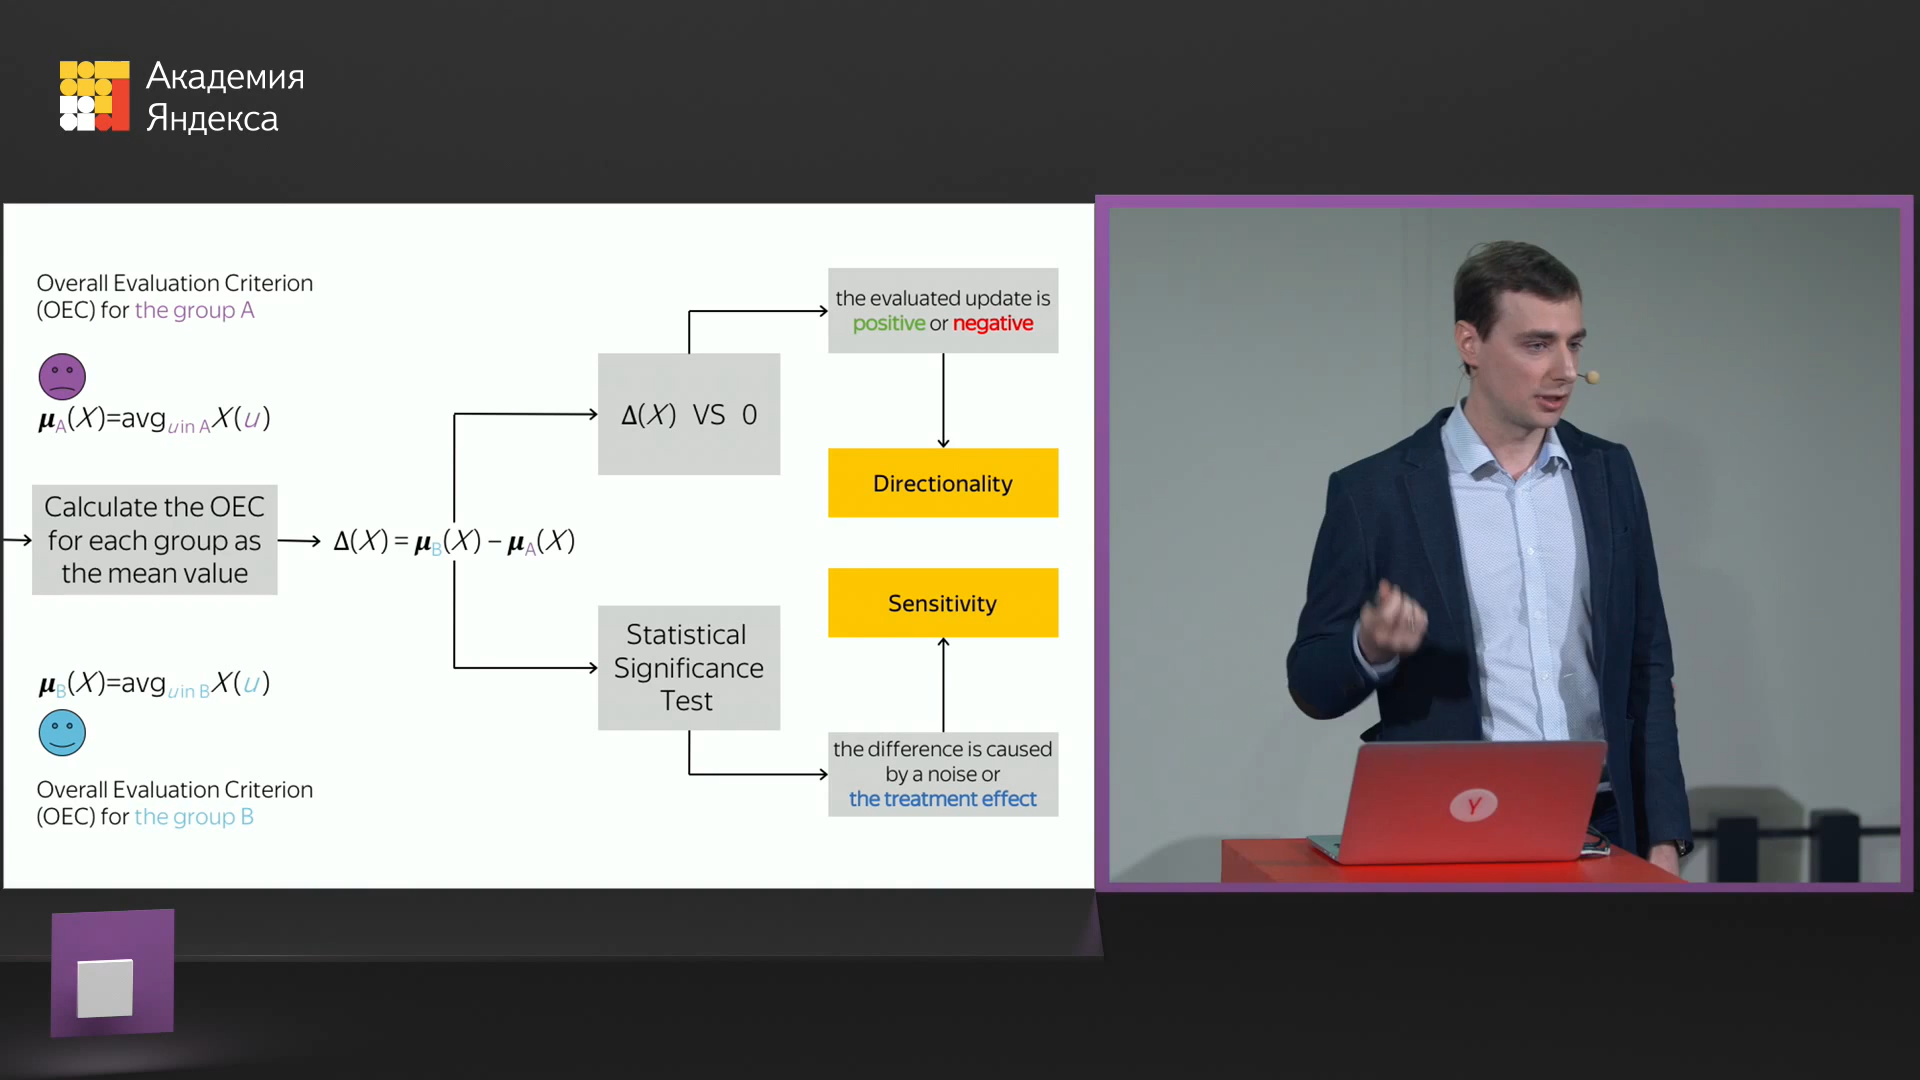 Академия
Яндекса
Overall Evaluation Criterion
(OEC) for the group A
μA(X)=avgu in AX(u)
Calculate the OEC
for each group as
the mean value
Δ(X) = μB(X) – μA(X)
μB(X)=avgu in BX(u)
Overall Evaluation Criterion
(OEC) for the group B
Δ(X) VS 0
Statistical
Significance
Test
the evaluated update is
positive or negative
Directionality
Sensitivity
the difference is caused
by a noise or
the treatment effect
Y